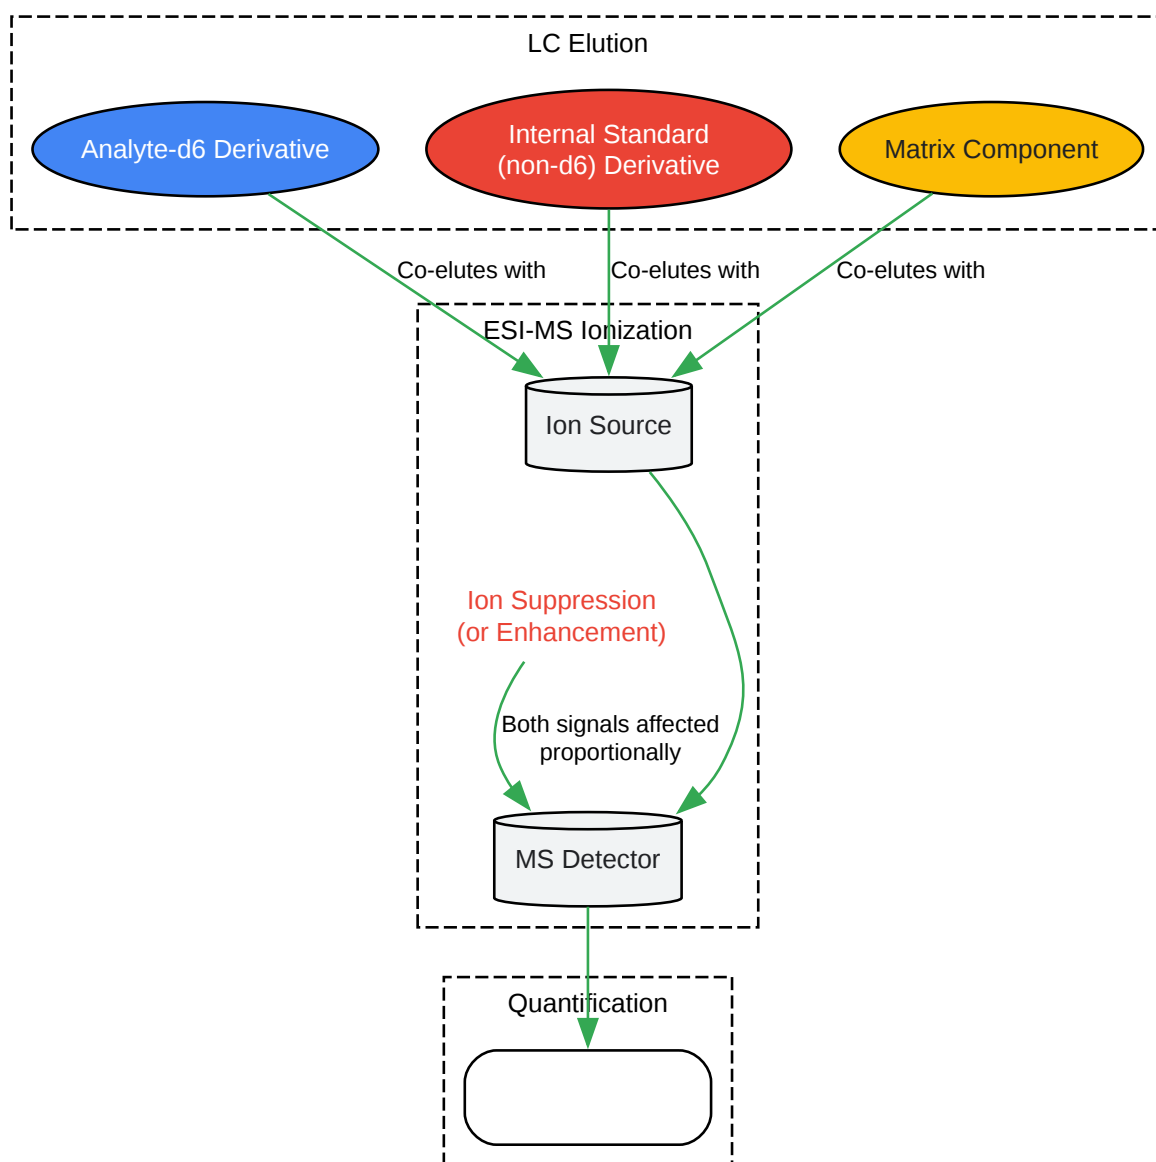 LC Elution
Analyte-d6 Derivative
Internal Standard
(non-d6) Derivative
Matrix Component
Co-elutes with
Co-elutes with
Co-elutes with
ESI-MS Ionization
Ion Source
Ion Suppression
(or Enhancement)
Both signals affected
proportionally
MS Detector
Quantification